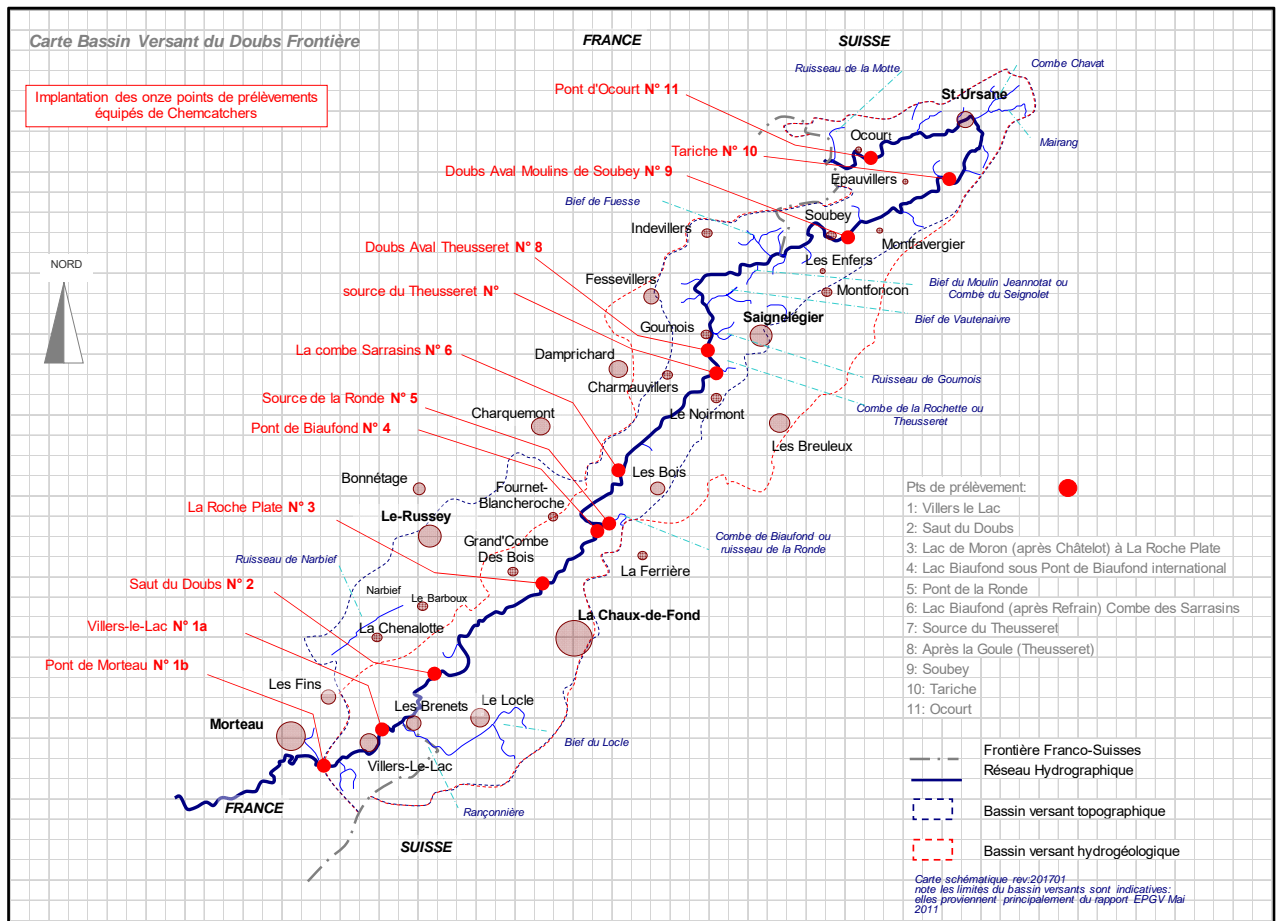 Carte Bassin Versant du Doubs Frontière
FRANCE
SUISSE
Implantation des onze points de prélèvements
équipés de Chemcatchers
Ruisseau de la Motte
Combe Chavat
Pont d'Ocourt N° 11
St.Ursane
Ocourt
Mairang
Tariche N° 10
Doubs Aval Moulins de Soubey N° 9
Epauvillers
Bief de Fuesse
Soubey
Indevillers
Montfavergier
Doubs Aval Theusseret N° 8
Les Enfers
NORD
Fessevillers
Bief du Moulin Jeannotat ou
Combe du Seignolet
source du Theusseret N°
Montfoncon
Bief de Vautenaivre
Saignelégier
Goumois
La combe Sarrasins N° 6
Damprichard
Ruisseau de Goumois
Charmauvillers
Source de la Ronde N° 5
Le Noirmont
Combe de la Rochette ou
Theusseret
Charquemont
Pont de Biaufond N° 4
Les Breuleux
Bonnétage
Les Bois
Fournet-
Blancheroche
La Roche Plate N° 3
Le-Russey
Combe de Biaufond ou
ruisseau de la Ronde
Grand'Combe
Des Bois
Ruisseau de Narbief
La Ferrière
Saut du Doubs N° 2
Narbief
Le Barboux
La Chaux-de-Fond
Villers-le-Lac N° 1a
La Chenalotte
Pont de Morteau N° 1b
Les Fins
Les Brenets
Le Locle
Morteau
Bief du Locle
Villers-Le-Lac
FRANCE
Rançonnière
SUISSE
Pts de prélèvement:
1: Villers le Lac
2: Saut du Doubs
3: Lac de Moron (après Châtelot) à La Roche Plate
4: Lac Biaufond sous Pont de Biaufond international
5: Pont de la Ronde
6: Lac Biaufond (après Refrain) Combe des Sarrasins
7: Source du Theusseret
8: Après la Goule (Theusseret)
9: Soubey
10: Tariche
11: Ocourt
Frontière Franco-Suisses
Réseau Hydrographique
Bassin versant topographique
Bassin versant hydrogéologique
Carte schématique rev:201701
note les limites du bassin versants sont indicatives:
elles proviennent principalement du rapport EPGV Mai
2011